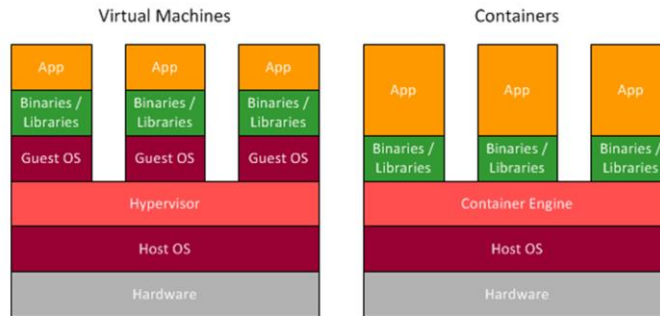 Virtual Machines
App
App
App
Binaries /
Libraries
Binaries /
Libraries
Binaries /
Libraries
Guest OS
Guest OS
Guest OS
Hypervisor
Host OS
Hardware
Containers
App
App
App
Binaries /
Libraries
Binaries /
Libraries
Binaries /
Libraries
Container Engine
Host OS
Hardware